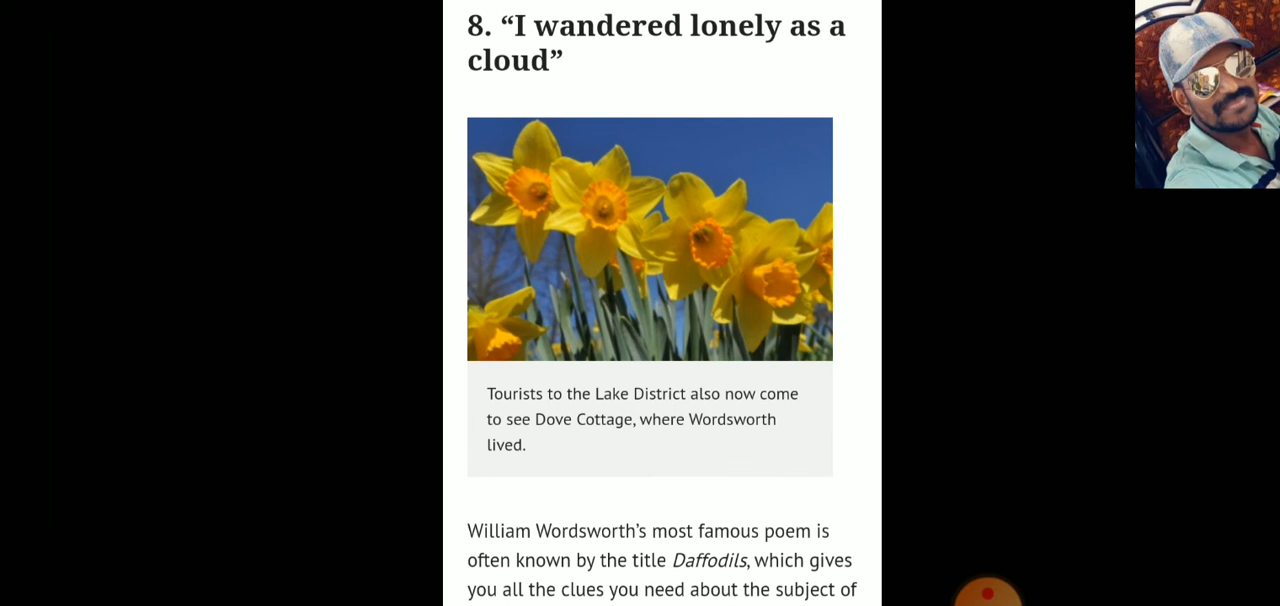 8. “I wandered lonely as a
cloud”
Tourists to the Lake District also now come
to see Dove Cottage, where Wordsworth
lived.
William Wordsworth’s most famous poem is
often known by the title Daffodils, which gives
you all the clues you need about the subject of